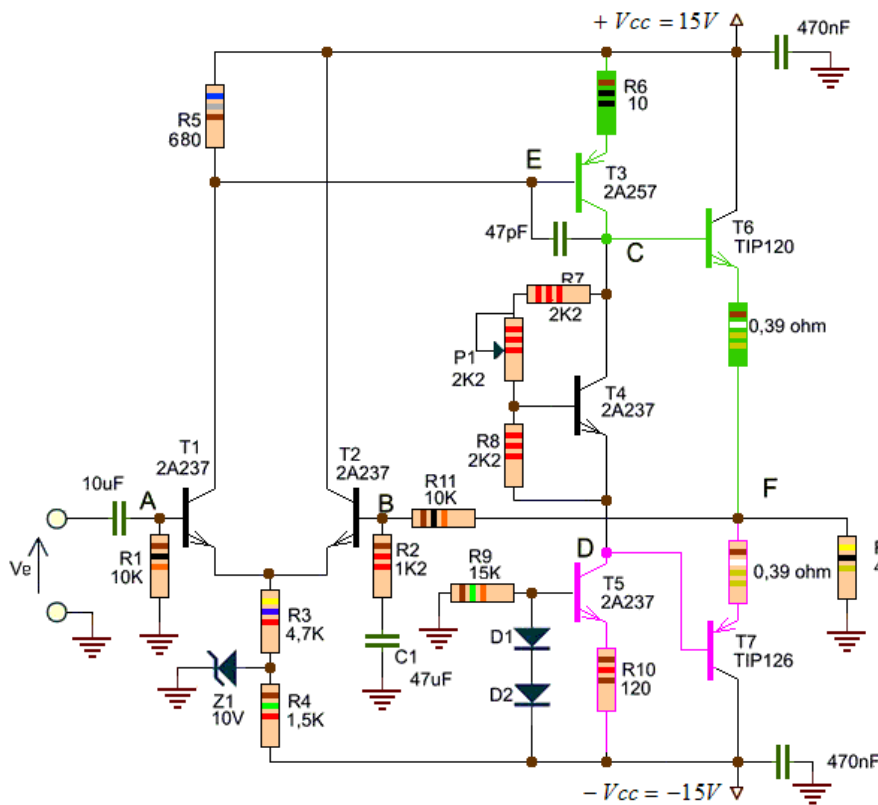 + Vcc = 15V
470nF
R5
680
R6
10
E
T3
2A257
47pF
C
T6
TIP120
R7
2K2
0,39 ohm
P1
2K2
T4
2A237
R8
2K2
T1
2A237
T2
2A237
10uF
A
B
R11
10K
F
Ve
R1
10K
R2
1K2
R9
15K
D
T5
2A237
0,39 ohm
R
4
R3
4,7K
D1
T7
TIP126
C1
47uF
Z1
10V
R4
1,5K
D2
R10
120
470nF
− Vcc = −15V